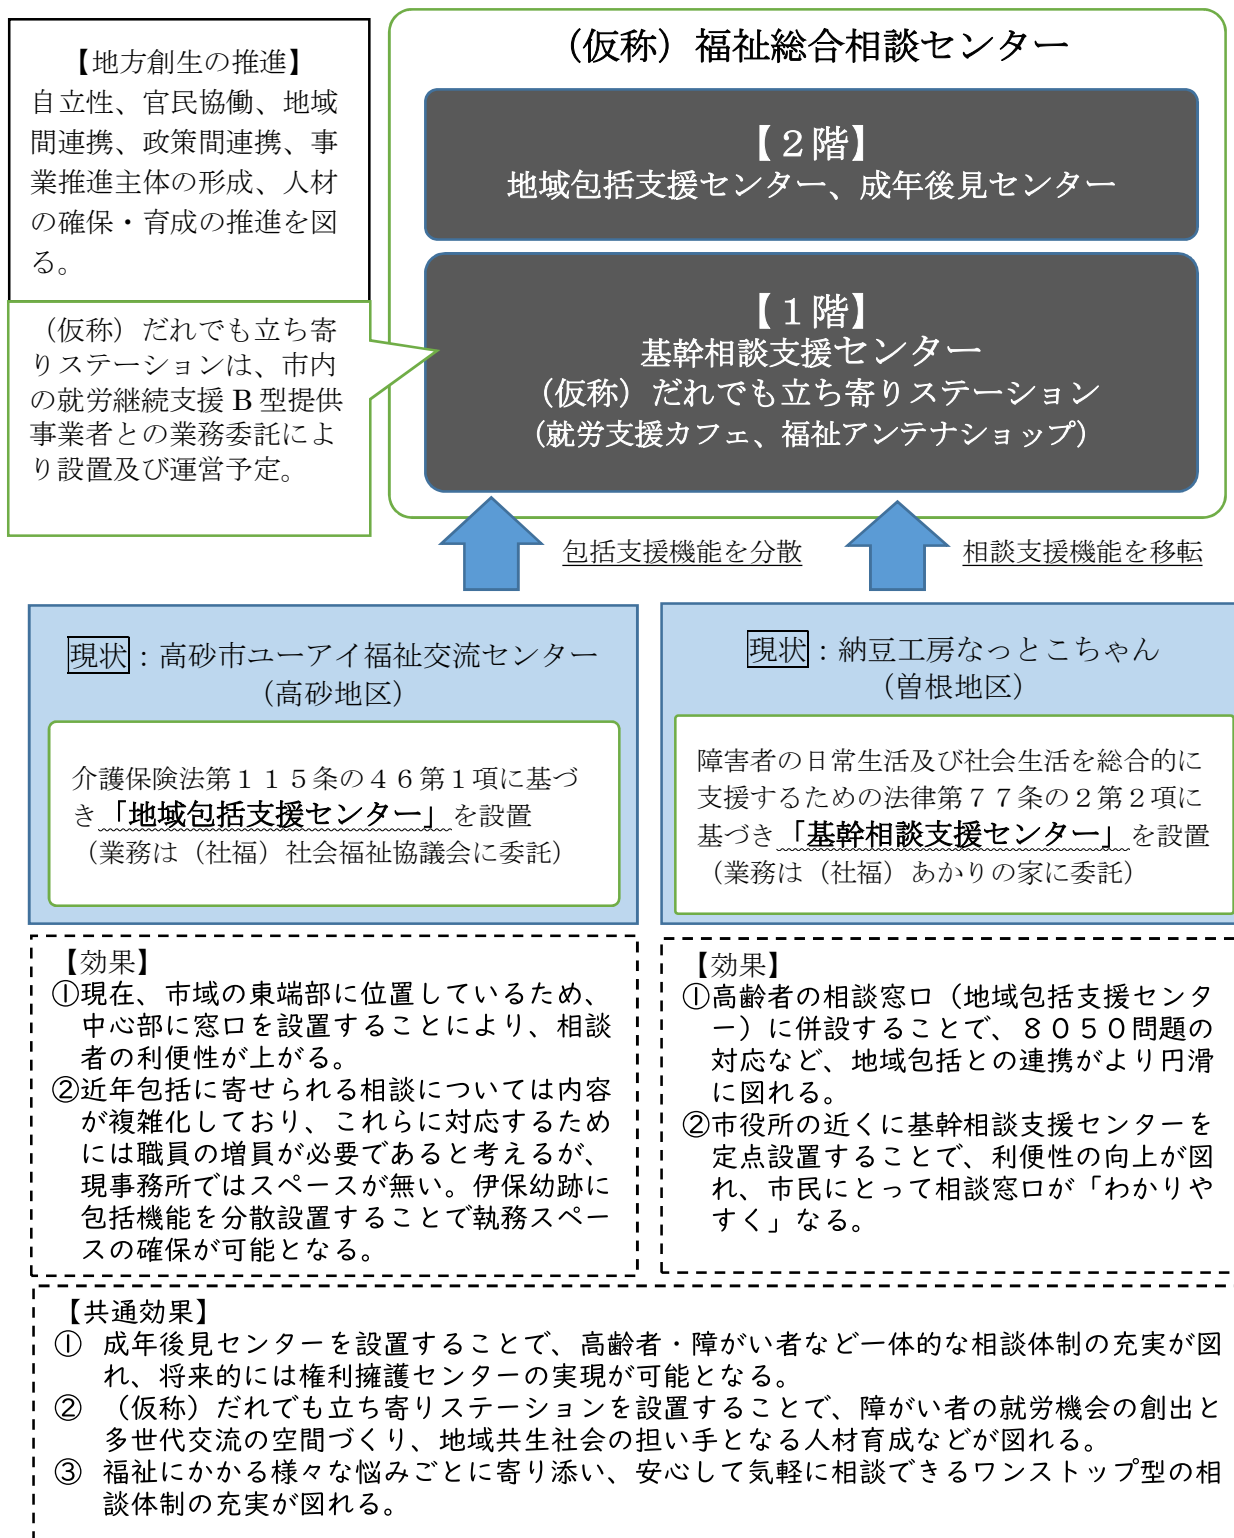 【地方創生の推進】
自立性、官民協働、地域
間連携、政策間連携、事
業推進主体の形成、人材
の確保・育成の推進を図
る。
（仮称）だれでも立ち寄
りステーションは、市内
の就労継続支援 B 型提供
事業者との業務委託によ
り設置及び運営予定。
（仮称）福祉総合相談センター
【２階】
地域包括支援センター、成年後見センター
【１階】
基幹相談支援センター
（仮称）だれでも立ち寄りステーション
（就労支援カフェ、福祉アンテナショップ）
包括支援機能を分散
相談支援機能を移転
現状：高砂市ユーアイ福祉交流センター
（高砂地区）
介護保険法第１１５条の４６第１項に基づ
き「地域包括支援センター」を設置
（業務は（社福）社会福祉協議会に委託）
現状：納豆工房なっとこちゃん
（曽根地区）
障害者の日常生活及び社会生活を総合的に
支援するための法律第７７条の２第２項に
基づき「基幹相談支援センター」を設置
（業務は（社福）あかりの家に委託）
【効果】
①現在、市域の東端部に位置しているため、
中心部に窓口を設置することにより、相談
者の利便性が上がる。
②近年包括に寄せられる相談については内容
が複雑化しており、これらに対応するため
には職員の増員が必要であると考えるが、
現事務所ではスペースが無い。伊保幼跡に
包括機能を分散設置することで執務スペー
スの確保が可能となる。
【効果】
①高齢者の相談窓口（地域包括支援センタ
ー）に併設することで、８０５０問題の
対応など、地域包括との連携がより円滑
に図れる。
②市役所の近くに基幹相談支援センターを
定点設置することで、利便性の向上が図
れ、市民にとって相談窓口が「わかりや
すく」なる。
【共通効果】
① 成年後見センターを設置することで、高齢者・障がい者など一体的な相談体制の充実が図
れ、将来的には権利擁護センターの実現が可能となる。
② （仮称）だれでも立ち寄りステーションを設置することで、障がい者の就労機会の創出と
多世代交流の空間づくり、地域共生社会の担い手となる人材育成などが図れる。
③ 福祉にかかる様々な悩みごとに寄り添い、安心して気軽に相談できるワンストップ型の相
談体制の充実が図れる。